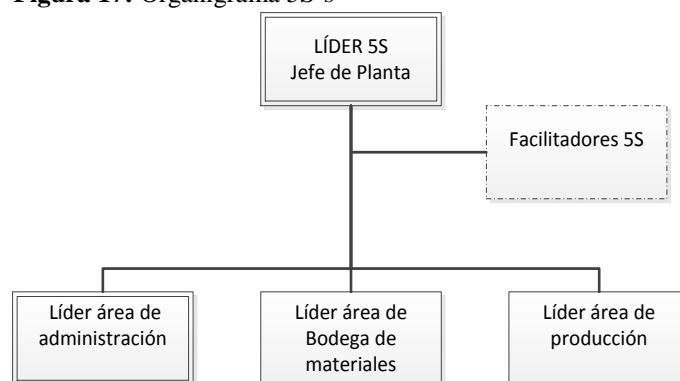 Figura 17. Organigrama 5S's
LÍDER 5S
Jefe de Planta
Facilitadores 5S
Líder área de
administración
Líder área de
Bodega de
materiales
Líder área de
producción